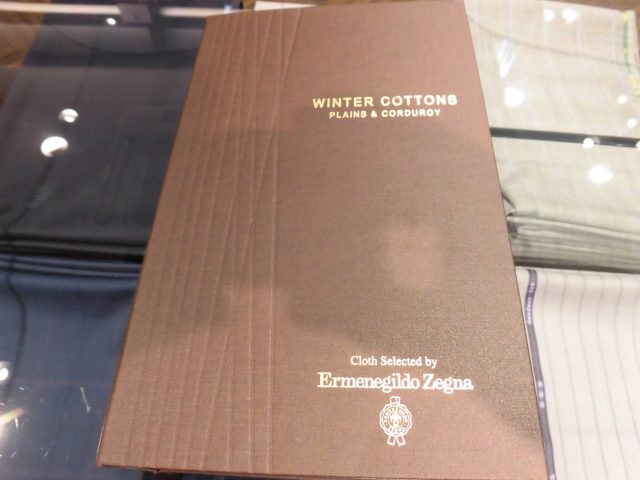 WINTER COTTONS
PLAINS & CORDUROY
Cloth Selected by
Ermenegildo Zegna